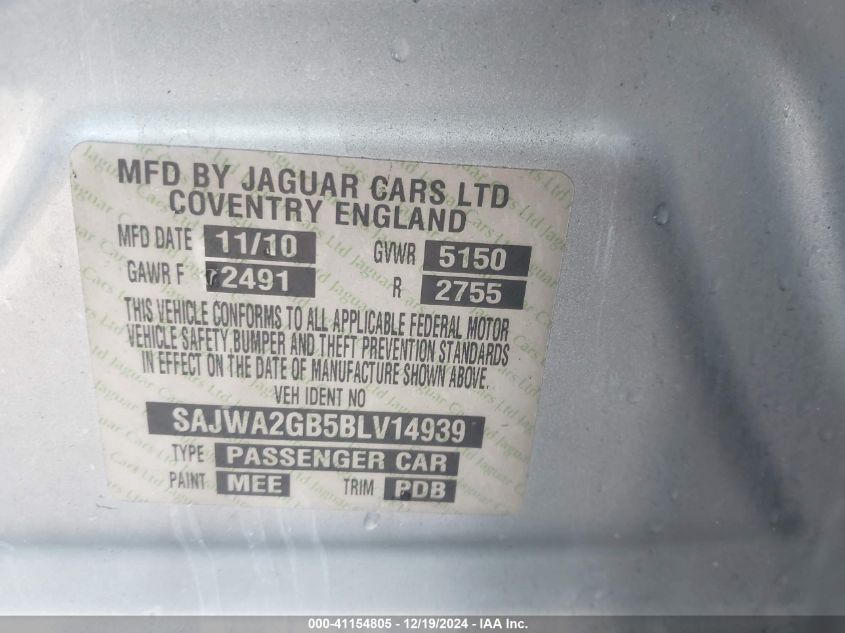 MFD BY JAGUAR CARS LTD
COVENTRY ENGLAND
MFD DATE 11/10 GVWR 5150
GAWR F 2491 R 2755
THIS VEHICLE CONFORMS TO ALL APPLICABLE FEDERAL MOTOR
VEHICLE SAFETY BUMPER AND THEFT PREVENTION STANDARDS
IN EFFECT ON THE DATE OF MANUFACTURE SHOWN ABOVE.
VEH IDENT NO
SAJWA2GB5BLV14939
TYPE PASSENGER CAR
PAINT MEE TRIM PDB
000-41154805 - 12/19/2024 - IAA Inc.